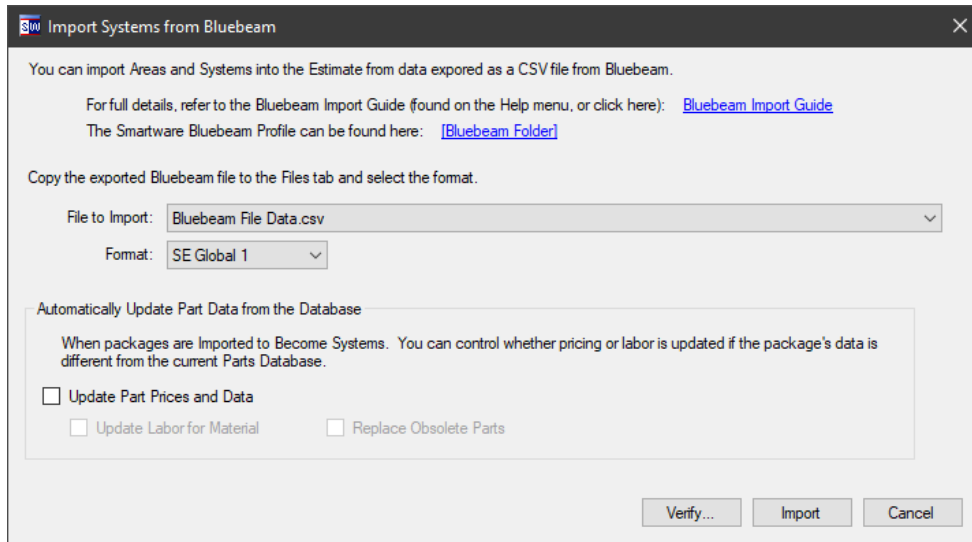 SW Import Systems from Bluebeam
You can import Areas and Systems into the Estimate from data expored as a CSV file from Bluebeam.
For full details, refer to the Bluebeam Import Guide (found on the Help menu, or click here): Bluebeam Import Guide
The Smartware Bluebeam Profile can be found here: [Bluebeam Folder]
Copy the exported Bluebeam file to the Files tab and select the format.
File to Import: Bluebeam File Data.csv
Format: SE Global 1
Automatically Update Part Data from the Database
When packages are Imported to Become Systems. You can control whether pricing or labor is updated if the package's data is
different from the current Parts Database.
Update Part Prices and Data
Update Labor for Material Replace Obsolete Parts
Verify... Import Cancel